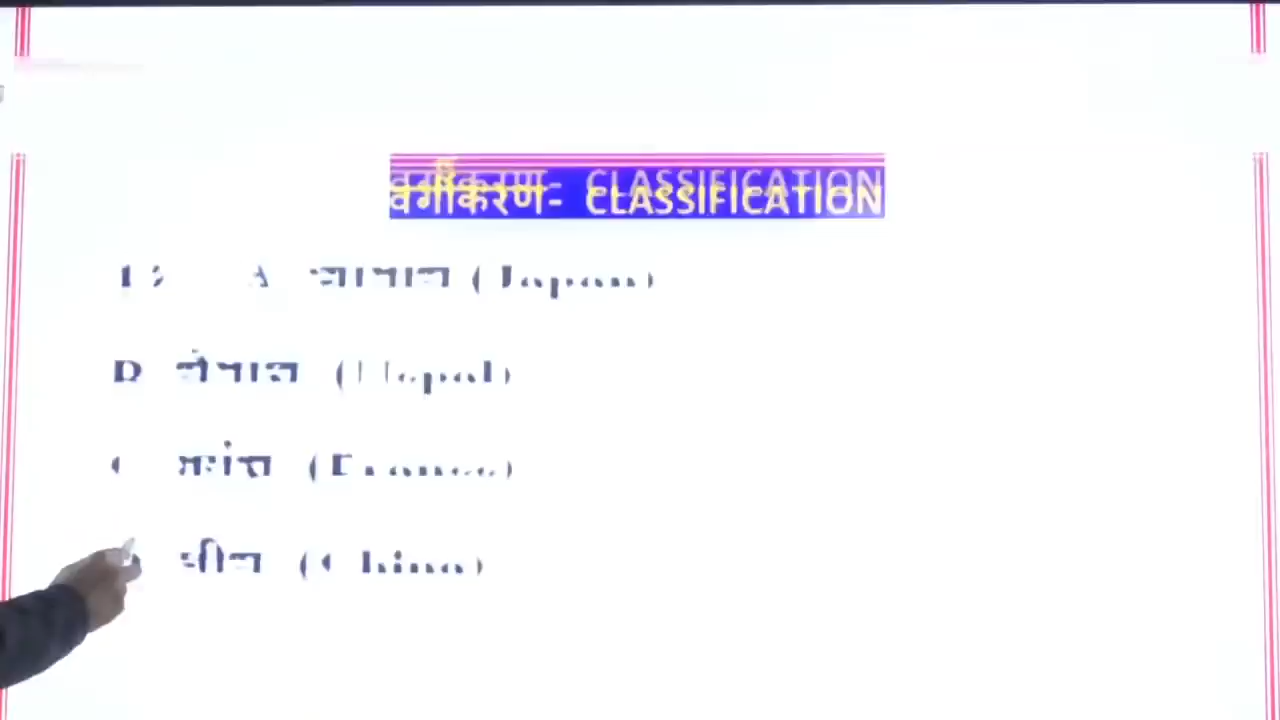 वर्गीकरण- CLASSIFICATION
A जापान (Japan)
B नेपाल (Nepal)
C फ्रांस (France)
चीन (China)